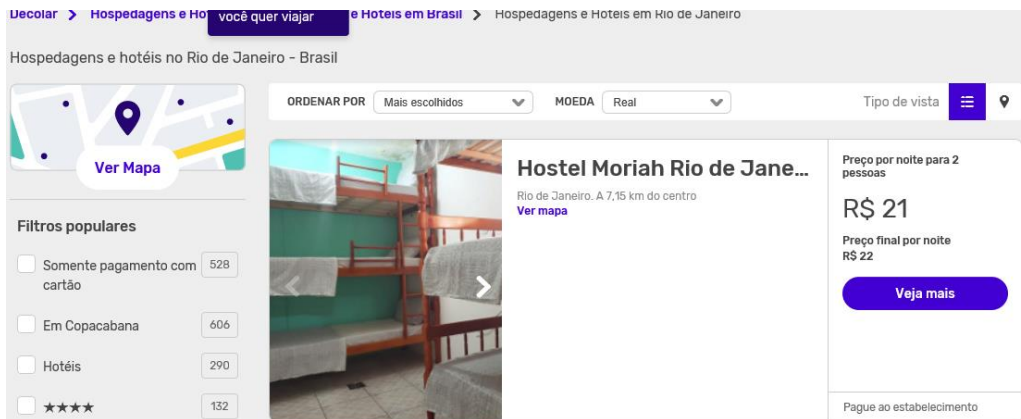 Decolar > Hospedagens e Ho
você quer viajar
e Hotéis em Brasil > Hospedagens e Hotéis em Rio de Janeiro
Hospedagens e hotéis no Rio de Janeiro - Brasil
Ver Mapa
Filtros populares
Somente pagamento com
cartão
528
Em Copacabana 606
Hotéis 290
★★★★ 132
ORDENAR POR Mais escolhidos MOEDA Real Tipo de vista
Hostel Moriah Rio de Jane...
Rio de Janeiro. A 7,15 km do centro
Ver mapa
Preço por noite para 2
pessoas
R$ 21
Preço final por noite
R$ 22
Veja mais
Pague ao estabelecimento